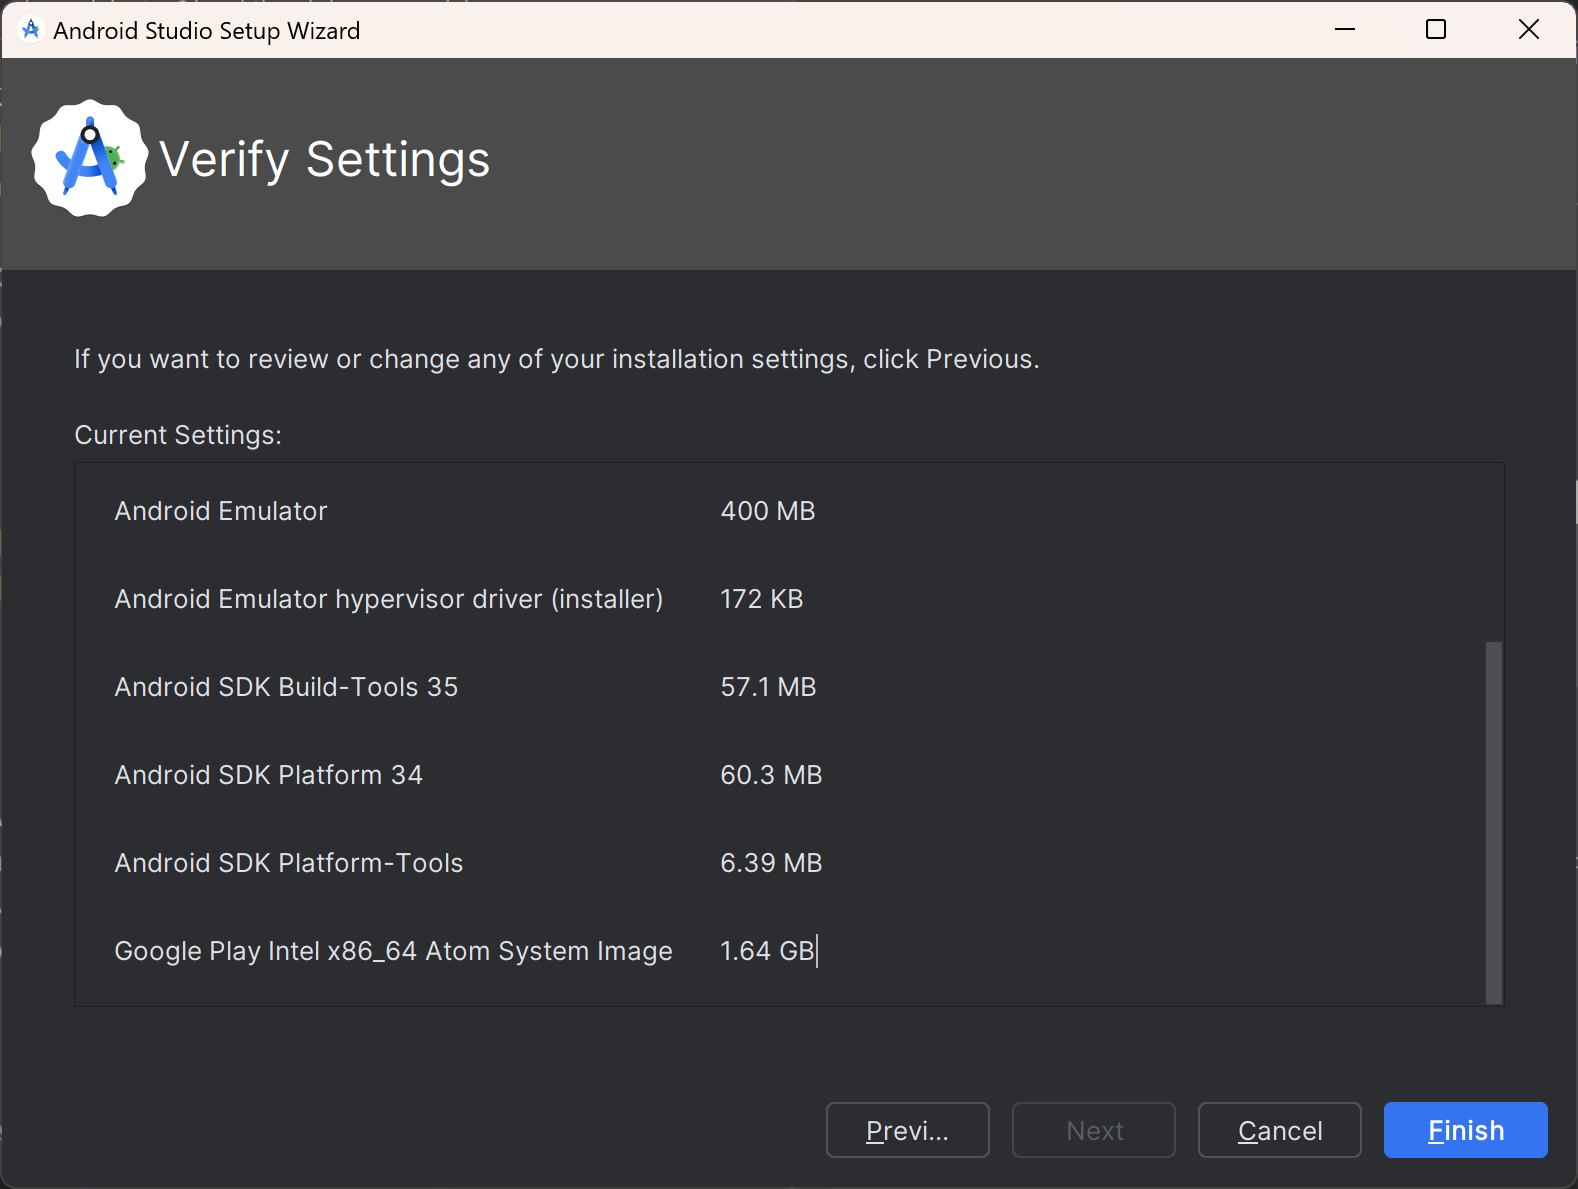 Android Studio Setup Wizard
Verify Settings
If you want to review or change any of your installation settings, click Previous.
Current Settings:
Android Emulator 400 MB
Android Emulator hypervisor driver (installer) 172 KB
Android SDK Build-Tools 35 57.1 MB
Android SDK Platform 34 60.3 MB
Android SDK Platform-Tools 6.39 MB
Google Play Intel x86_64 Atom System Image 1.64 GB
Previ... Next Cancel Finish